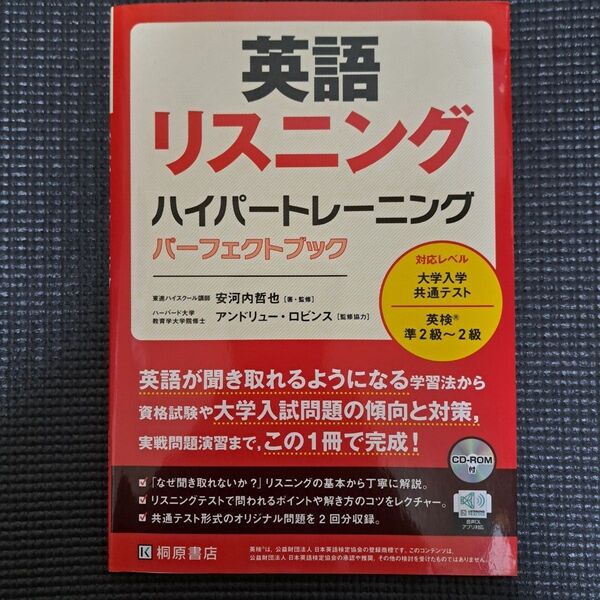 英語
リスニング
ハイパートレーニング
パーフェクトブック
対応レベル
大学入学
共通テスト
英検®
準2級〜2級
東進ハイスクール講師 安河内哲也 [著・監修]
ハーバード大学
教育学大学院修士 アンドリュー・ロビンス [監修協力]
英語が聞き取れるようになる学習法から
資格試験や大学入試問題の傾向と対策,
実戦問題演習まで,この1冊で完成!
CD-ROM
付
「なぜ聞き取れないか?」リスニングの基本から丁寧に解説。
リスニングテストで問われるポイントや解き方のコツをレクチャー。
共通テスト形式のオリジナル問題を2回分収録。
音声DL
アプリ対応
K 桐原書店
英検®は、公益財団法人 日本英語検定協会の登録商標です。このコンテンツは、
公益財団法人 日本英語検定協会の承認や推奨、その他の検討を受けたものではありません。